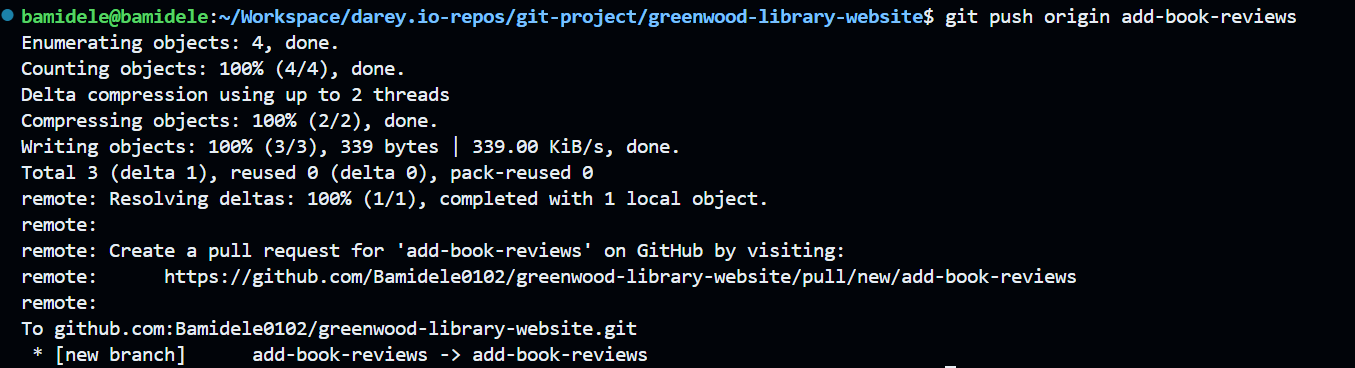 bamidele@bamidele:~/Workspace/darey.io-repos/git-project/greenwood-library-website$ git push origin add-book-reviews
Enumerating objects: 4, done.
Counting objects: 100% (4/4), done.
Delta compression using up to 2 threads
Compressing objects: 100% (2/2), done.
Writing objects: 100% (3/3), 339 bytes | 339.00 KiB/s, done.
Total 3 (delta 1), reused 0 (delta 0), pack-reused 0
remote: Resolving deltas: 100% (1/1), completed with 1 local object.
remote:
remote: Create a pull request for 'add-book-reviews' on GitHub by visiting:
remote:      https://github.com/Bamidele0102/greenwood-library-website/pull/new/add-book-reviews
remote:
To github.com:Bamidele0102/greenwood-library-website.git
 * [new branch]      add-book-reviews -> add-book-reviews